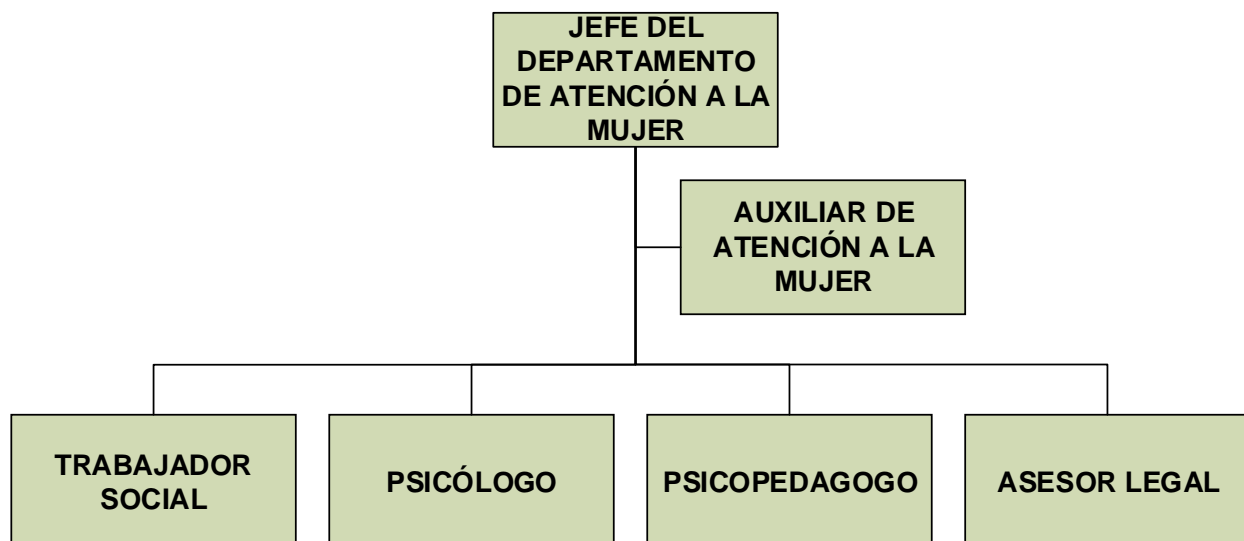 JEFE DEL
DEPARTAMENTO
DE ATENCIÓN A LA
MUJER
AUXILIAR DE
ATENCIÓN A LA
MUJER
TRABAJADOR
SOCIAL
PSICÓLOGO
PSICOPEDAGOGO
ASESOR LEGAL